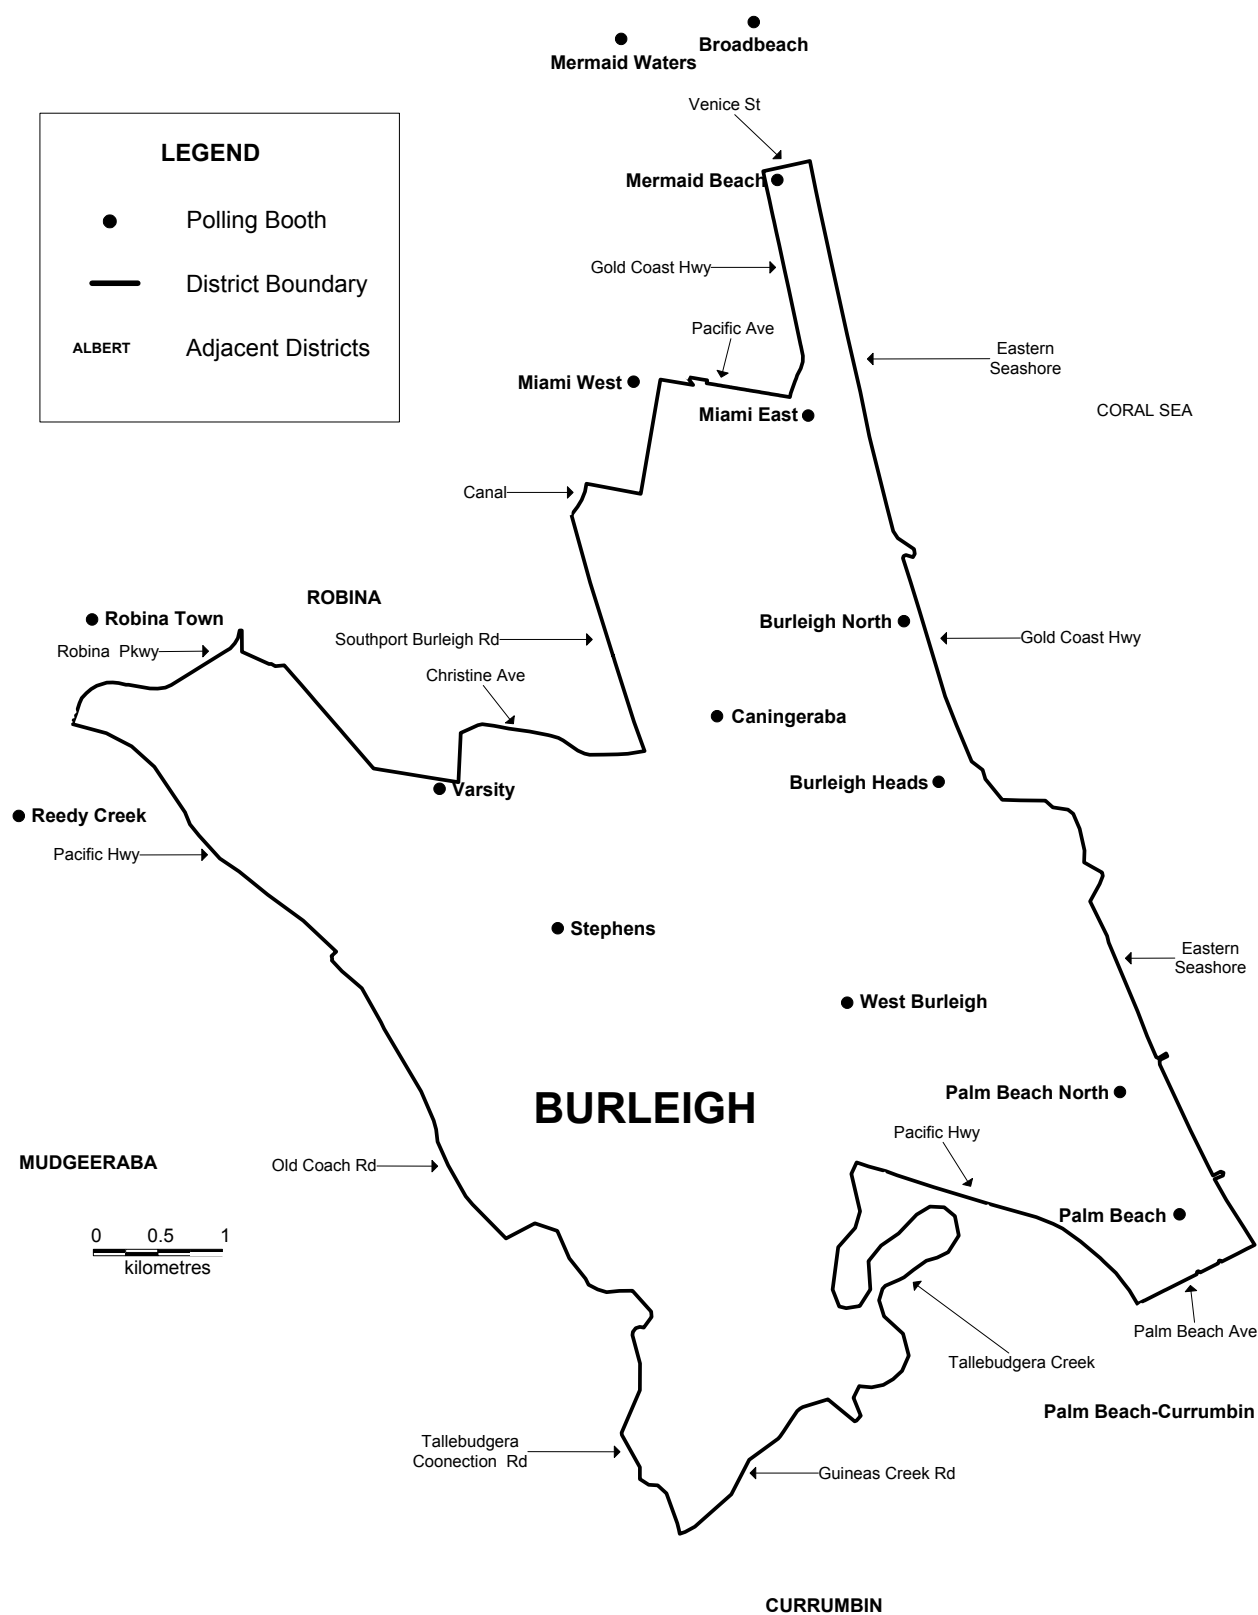 Broadbeach
Mermaid Waters
Venice St
LEGEND
Polling Booth
District Boundary
ALBERT Adjacent Districts
Mermaid Beach
Gold Coast Hwy
Pacific Ave
Eastern
Seashore
Miami West
CORAL SEA
Miami East
Canal
ROBINA
Robina Town
Burleigh North
Southport Burleigh Rd
Gold Coast Hwy
Robina Pkwy
Christine Ave
Caningeraba
Burleigh Heads
Varsity
Reedy Creek
Pacific Hwy
Stephens
Eastern
Seashore
West Burleigh
Palm Beach North
BURLEIGH
Pacific Hwy
MUDGEERABA
Old Coach Rd
Palm Beach
0 0.5 1
kilometres
Palm Beach Ave
Tallebudgera Creek
Palm Beach-Currumbin
Tallebudgera
Coonection Rd
Guineas Creek Rd
CURRUMBIN